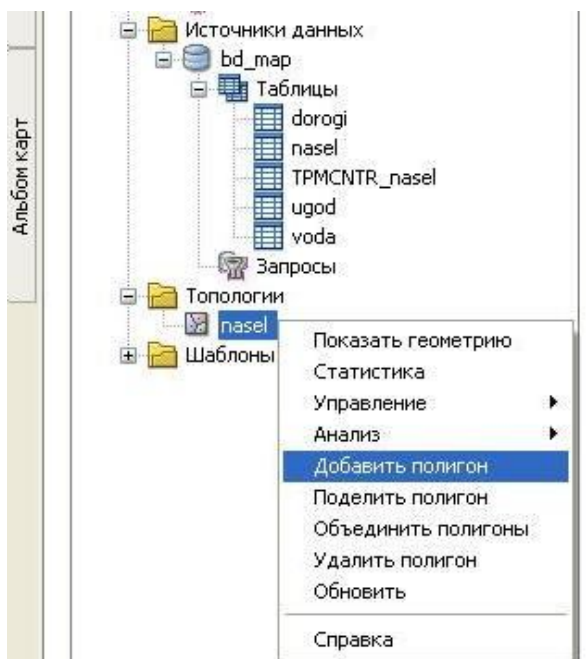 Источники данных
bd_map
Таблицы
dorogi
nasel
TPMCNTR_nasel
ugod
voda
Запросы
Топологии
nasel
Шаблоны
Показать геометрию
Статистика
Управление
Анализ
Добавить полигон
Поделить полигон
Объединить полигоны
Удалить полигон
Обновить
Справка
Альбом карт